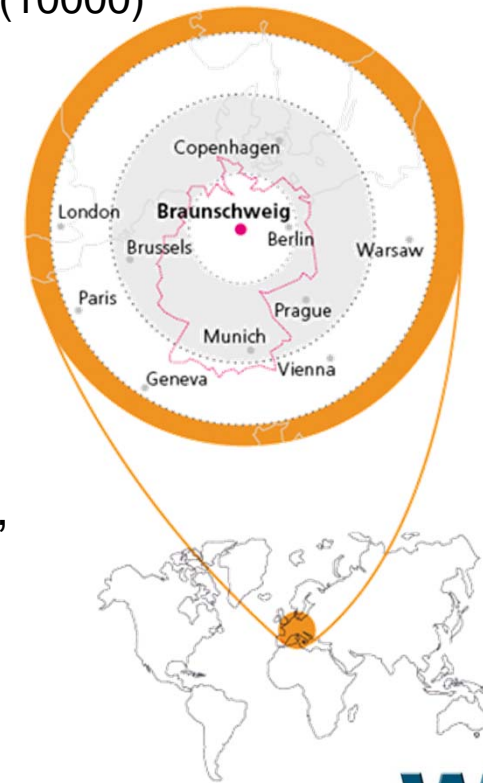 (10000)
Copenhagen
London
Braunschweig
Brussels
Berlin
Warsaw
Paris
Prague
Munich
Vienna
Geneva
,
W